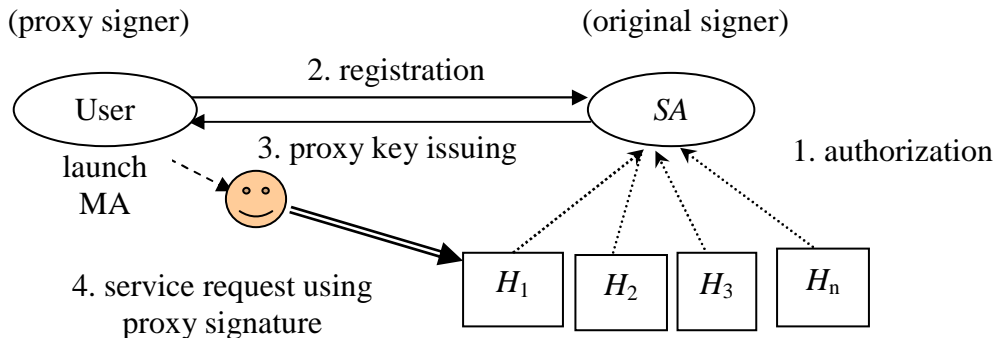 (proxy signer)
(original signer)
2. registration
User
SA
3. proxy key issuing
1. authorization
launch
MA
4. service request using
proxy signature
H1
H2
H3
Hn